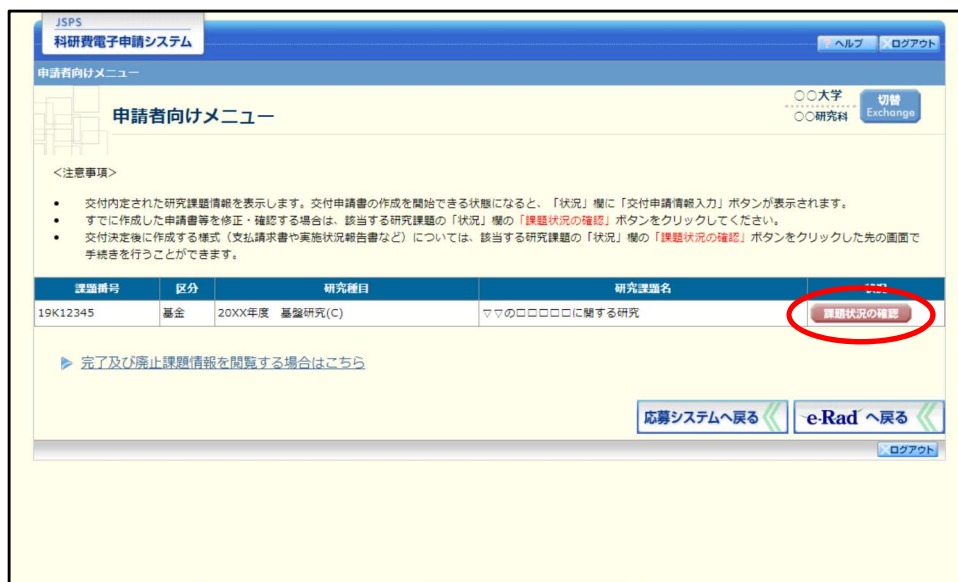 JSPS
科研費電子申請システム
ヘルプ ログアウト
申請者向けメニュー
申請者向けメニュー
○○大学
○○研究科
切替
Exchange
<注意事項>
• 交付内定された研究課題情報を表示します。交付申請書の作成を開始できる状態になると、「状況」欄に「交付申請情報入力」ボタンが表示されます。
• すでに作成した申請書等を修正・確認する場合は、該当する研究課題の「状況」欄の「課題状況の確認」ボタンをクリックしてください。
• 交付決定後に作成する様式（支払請求書や実施状況報告書など）については、該当する研究課題の「状況」欄の「課題状況の確認」ボタンをクリックした先の画面で
手続きを行うことができます。
課題番号 区分 研究種目 研究課題名 状況
19K12345 基金 20XX年度 基盤研究(C) ▽▽の□□□□□に関する研究 課題状況の確認
完了及び廃止課題情報を閲覧する場合はこちら
応募システムへ戻る e-Rad へ戻る
ログアウト